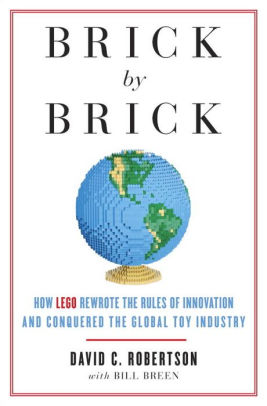 BRICK
by
BRICK
HOW LEGO REWROTE THE RULES OF INNOVATION
AND CONQUERED THE GLOBAL TOY INDUSTRY
DAVID C. ROBERTSON
with BILL BREEN